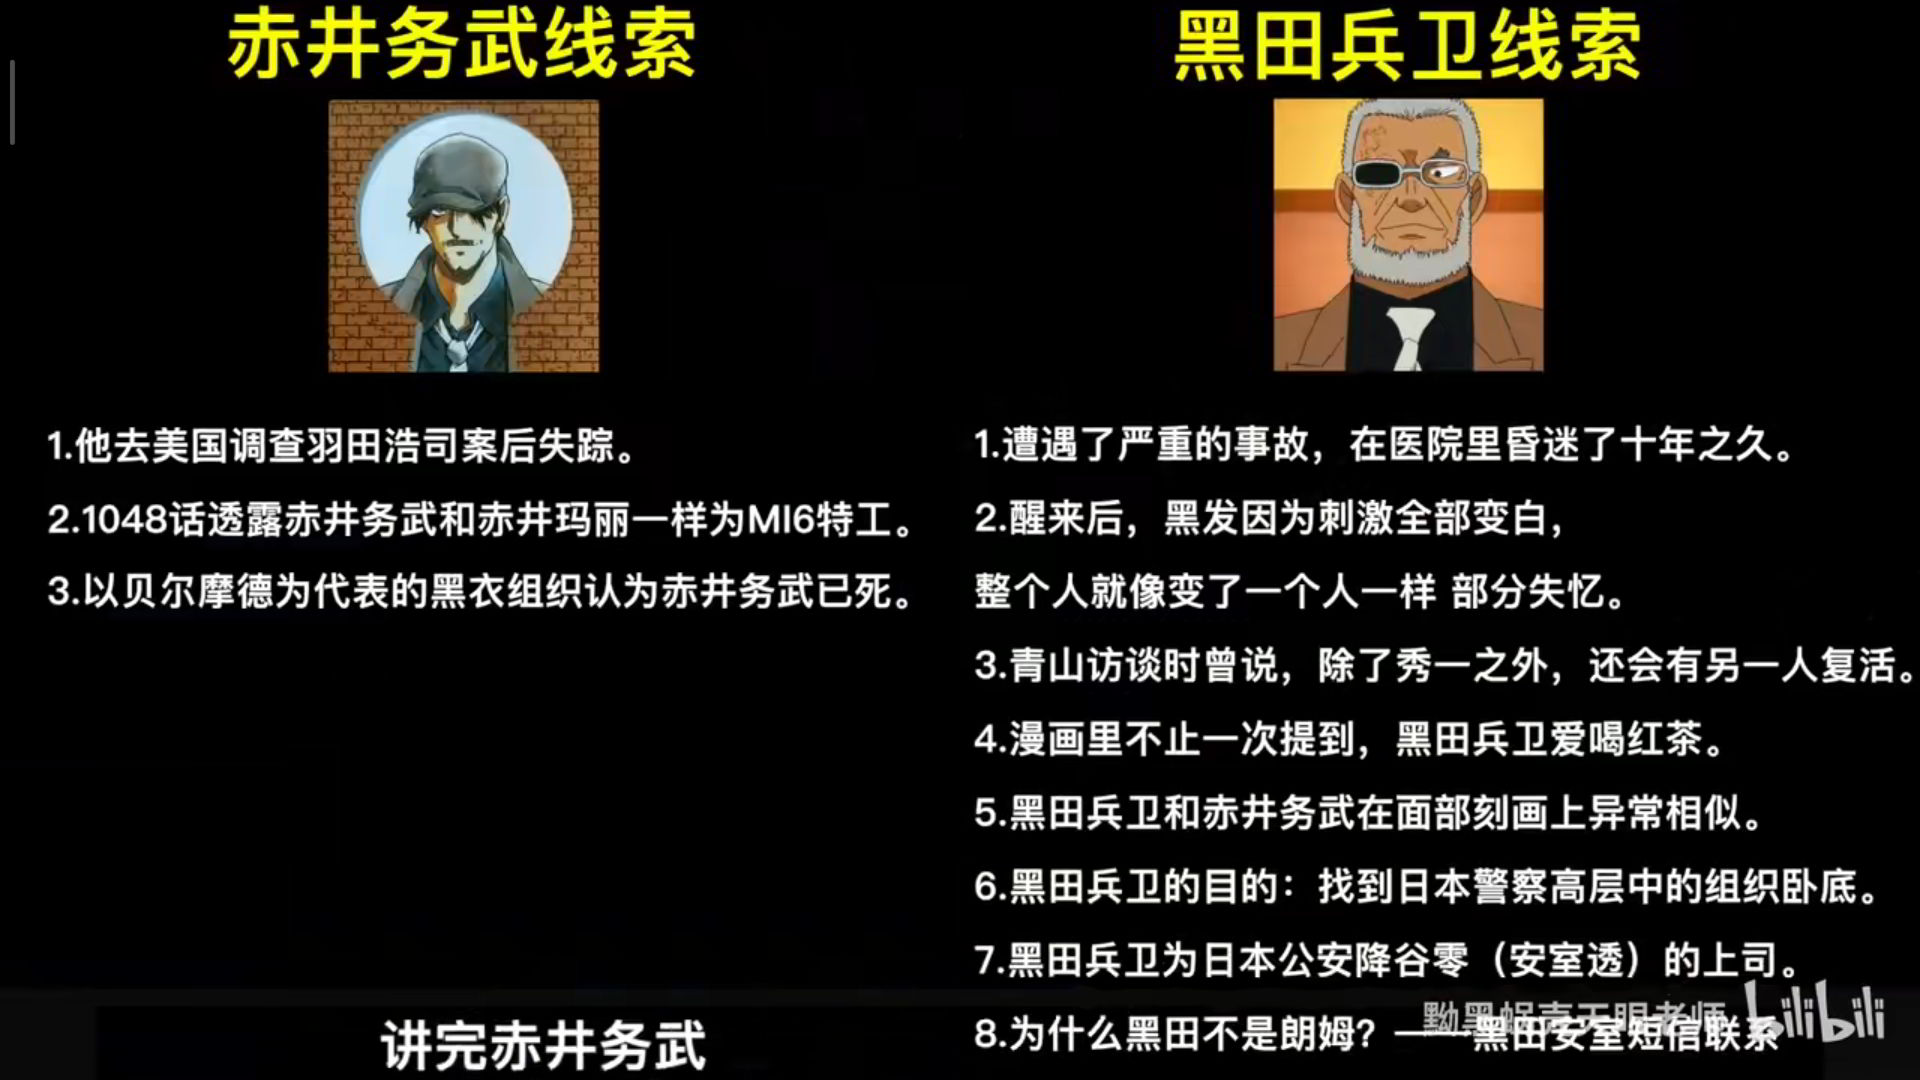 赤井务武线索
1.他去美国调查羽田浩司案后失踪。
2.1048话透露赤井务武和赤井玛丽一样为MI6特工。
3.以贝尔摩德为代表的黑衣组织认为赤井务武已死。
黑田兵卫线索
1.遭遇了严重的事故，在医院里昏迷了十年之久。
2.醒来后，黑发因为刺激全部变白，
整个人就像变了一个人一样 部分失忆。
3.青山访谈时曾说，除了秀一之外，还会有另一人复活。
4.漫画里不止一次提到，黑田兵卫爱喝红茶。
5.黑田兵卫和赤井务武在面部刻画上异常相似。
6.黑田兵卫的目的：找到日本警察高层中的组织卧底。
7.黑田兵卫为日本公安降谷零（安室透）的上司。
8.为什么黑田不是朗姆？——黑田安室短信联系
讲完赤井务武
bilibili